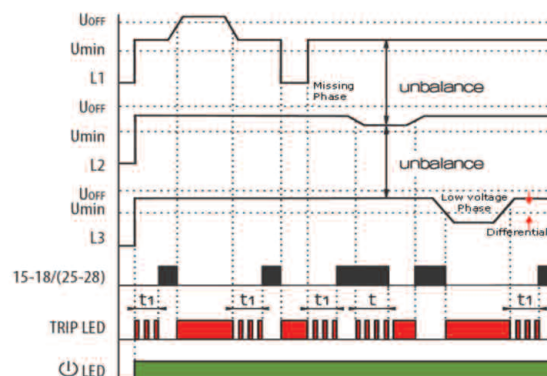 UOFF
Umin
L1
Missing
Phase
unbalance
UOFF
Umin
L2
unbalance
UOFF
Umin
Low voltage
Phase
L3
Differential
15-18/(25-28)
t1
t1
t1
t
t1
TRIP LED
LED